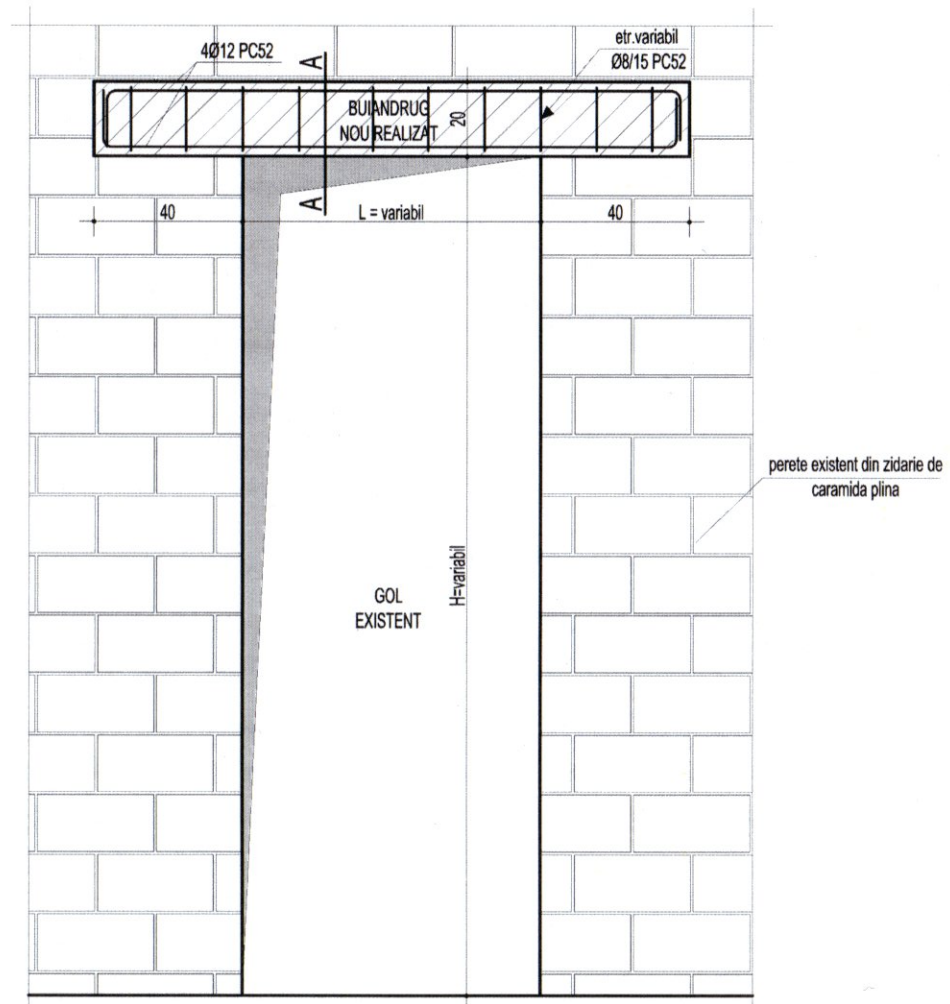 4Ø12 PC52
A
etr.variabil
Ø8/15 PC52
BUIANDRUG
NOU REALIZAT
20
A
40
L = variabil
40
perete existent din zidarie de
caramida plina
H=variabil
GOL
EXISTENT